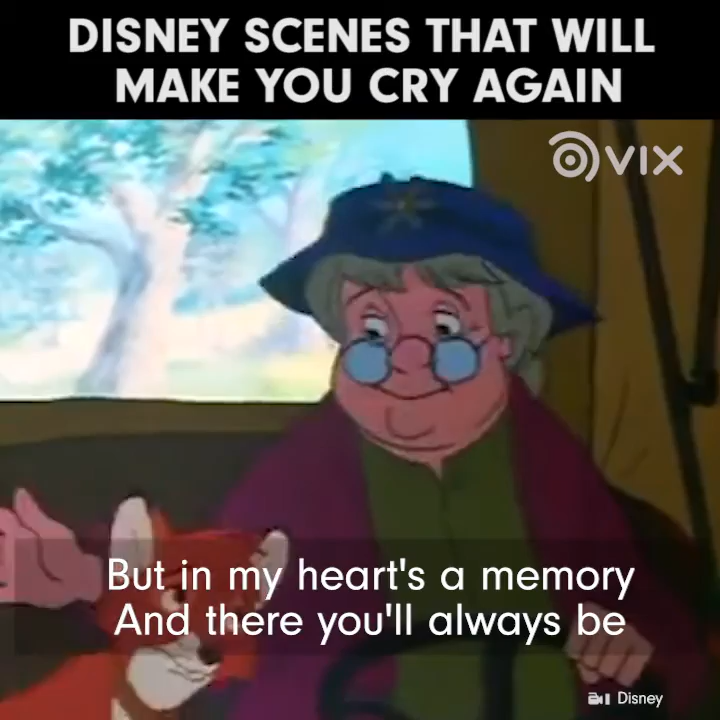 DISNEY SCENES THAT WILL
MAKE YOU CRY AGAIN
VIX
But in my heart's a memory
And there you'll always be
Disney